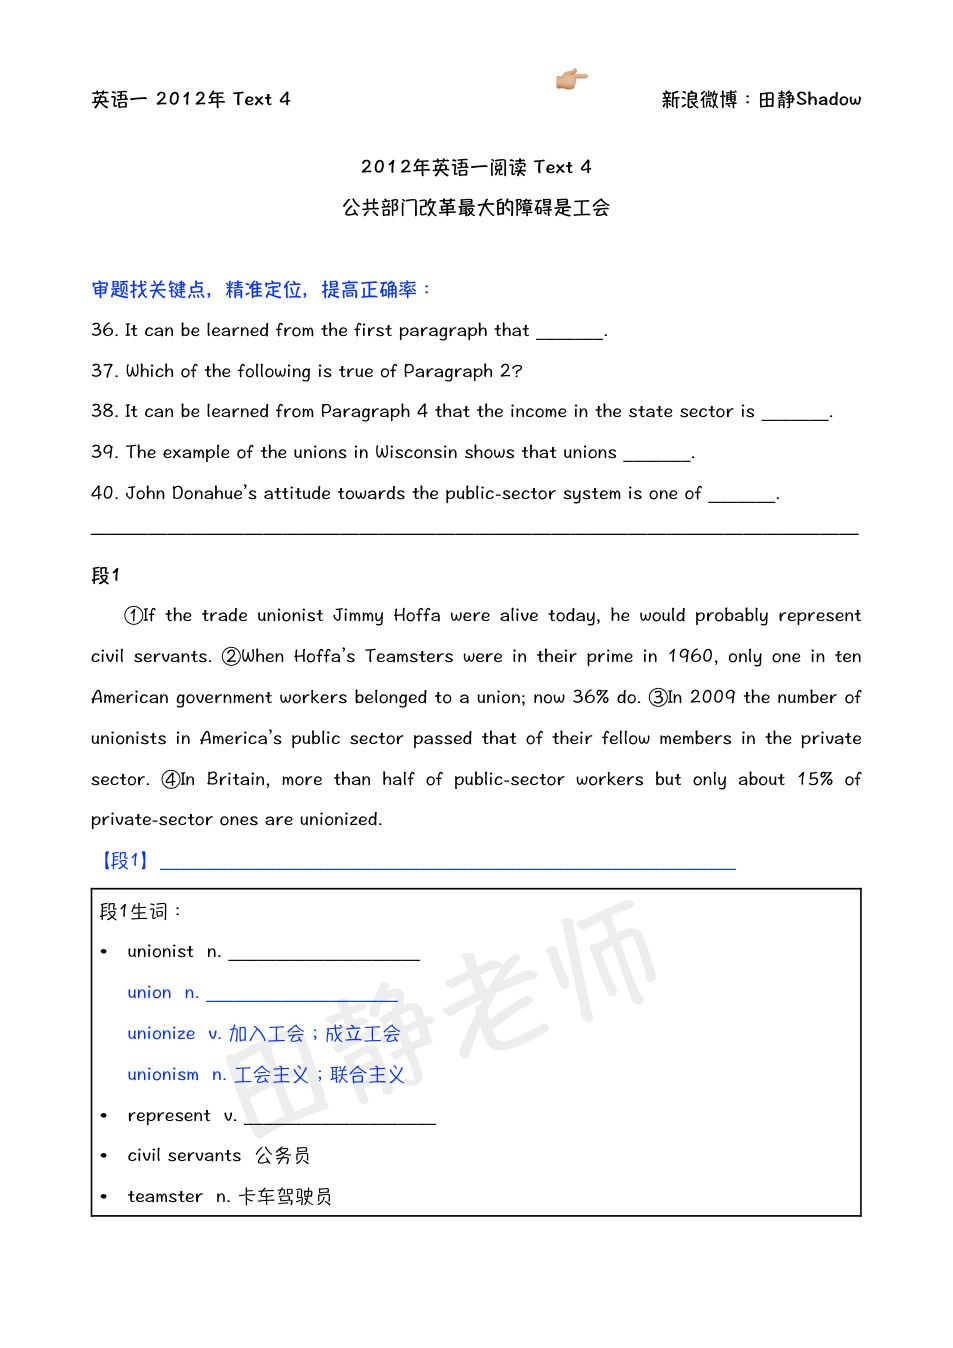 英语一 2012年 Text 4 新浪微博：田静Shadow
2012年英语一阅读 Text 4
公共部门改革最大的障碍是工会
审题找关键点，精准定位，提高正确率：
36. It can be learned from the first paragraph that _______.
37. Which of the following is true of Paragraph 2?
38. It can be learned from Paragraph 4 that the income in the state sector is _______.
39. The example of the unions in Wisconsin shows that unions _______.
40. John Donahue's attitude towards the public-sector system is one of _______.
段1
①If the trade unionist Jimmy Hoffa were alive today, he would probably represent
civil servants. ②When Hoffa's Teamsters were in their prime in 1960, only one in ten
American government workers belonged to a union; now 36% do. ③In 2009 the number of
unionists in America's public sector passed that of their fellow members in the private
sector. ④In Britain, more than half of public-sector workers but only about 15% of
private-sector ones are unionized.
【段1】____________________________________________________________
段1生词：
• unionist n. ____________________
union n. ____________________
unionize v. 加入工会；成立工会
unionism n. 工会主义；联合主义
• represent v. ____________________
• civil servants 公务员
• teamster n. 卡车驾驶员
田静老师